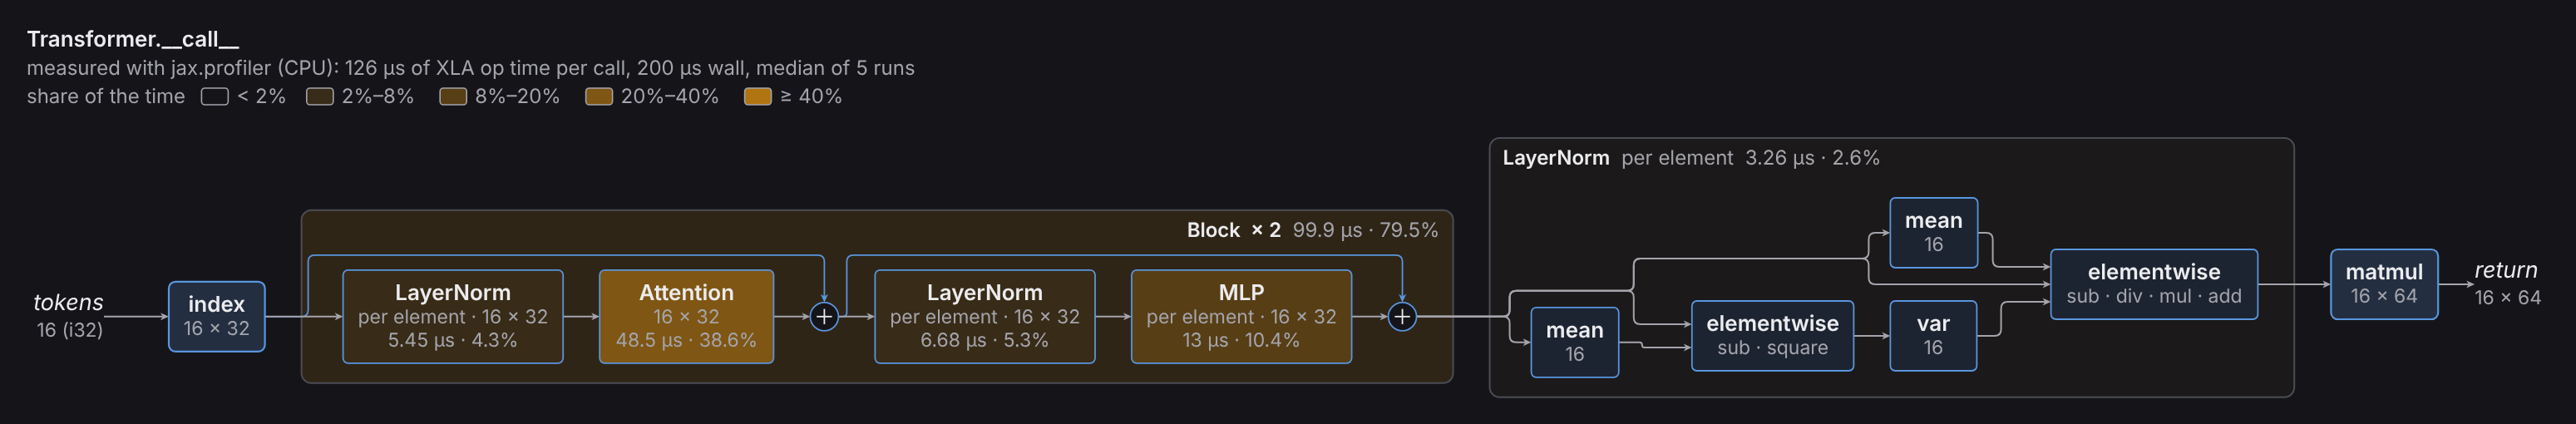 Transformer.__call__
measured with jax.profiler (CPU): 126 µs of XLA op time per call, 200 µs wall, median of 5 runs
share of the time < 2% 2%–8% 8%–20% 20%–40% ≥ 40%
tokens
16 (i32)
index
16 × 32
Block × 2 99.9 µs · 79.5%
LayerNorm
per element · 16 × 32
5.45 µs · 4.3%
Attention
16 × 32
48.5 µs · 38.6%
+
LayerNorm
per element · 16 × 32
6.68 µs · 5.3%
MLP
per element · 16 × 32
13 µs · 10.4%
+
LayerNorm per element 3.26 µs · 2.6%
mean
16
elementwise
sub · square
mean
16
var
16
elementwise
sub · div · mul · add
matmul
16 × 64
return
16 × 64